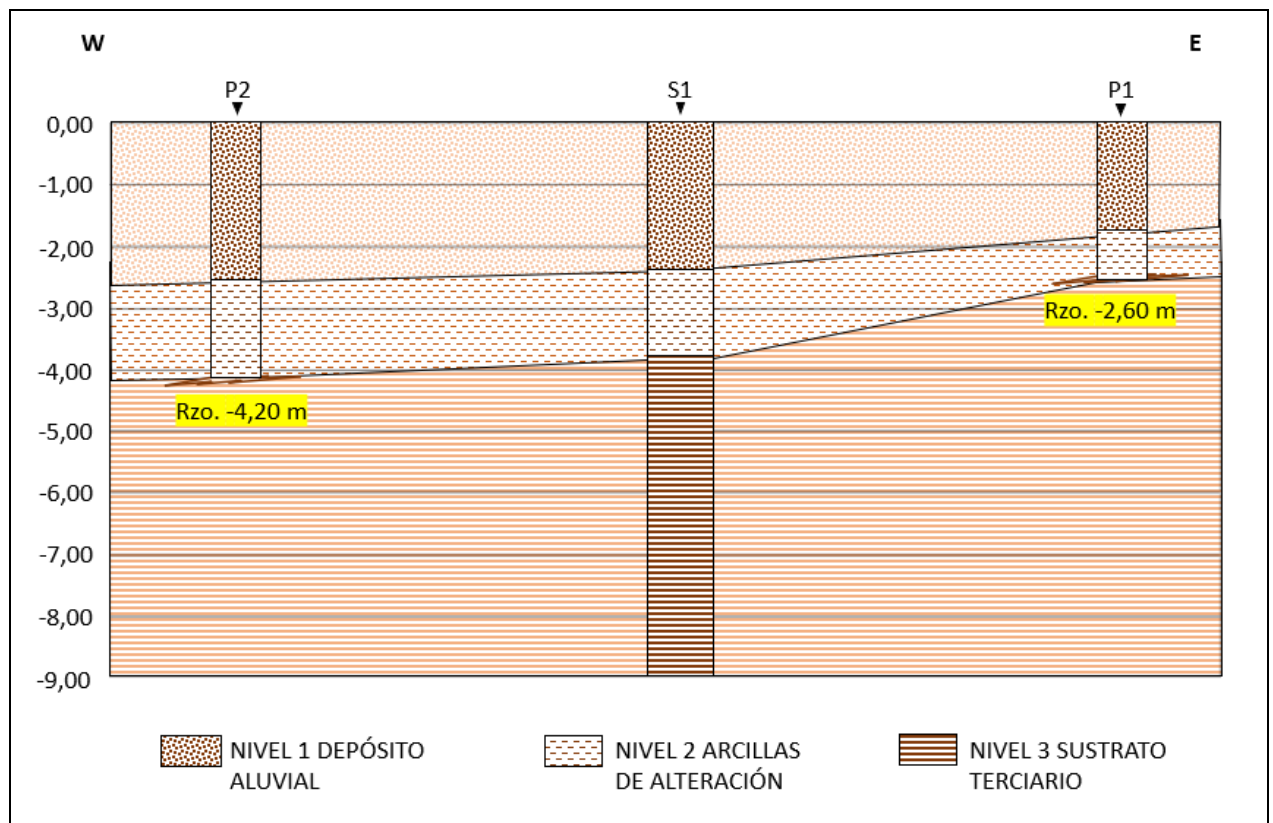 W
E
P2
S1
P1
0,00
-1,00
-2,00
-3,00
Rzo. -2,60 m
-4,00
Rzo. -4,20 m
-5,00
-6,00
-7,00
-8,00
-9,00
NIVEL 1 DEPÓSITO
ALUVIAL
NIVEL 2 ARCILLAS
DE ALTERACIÓN
NIVEL 3 SUSTRATO
TERCIARIO